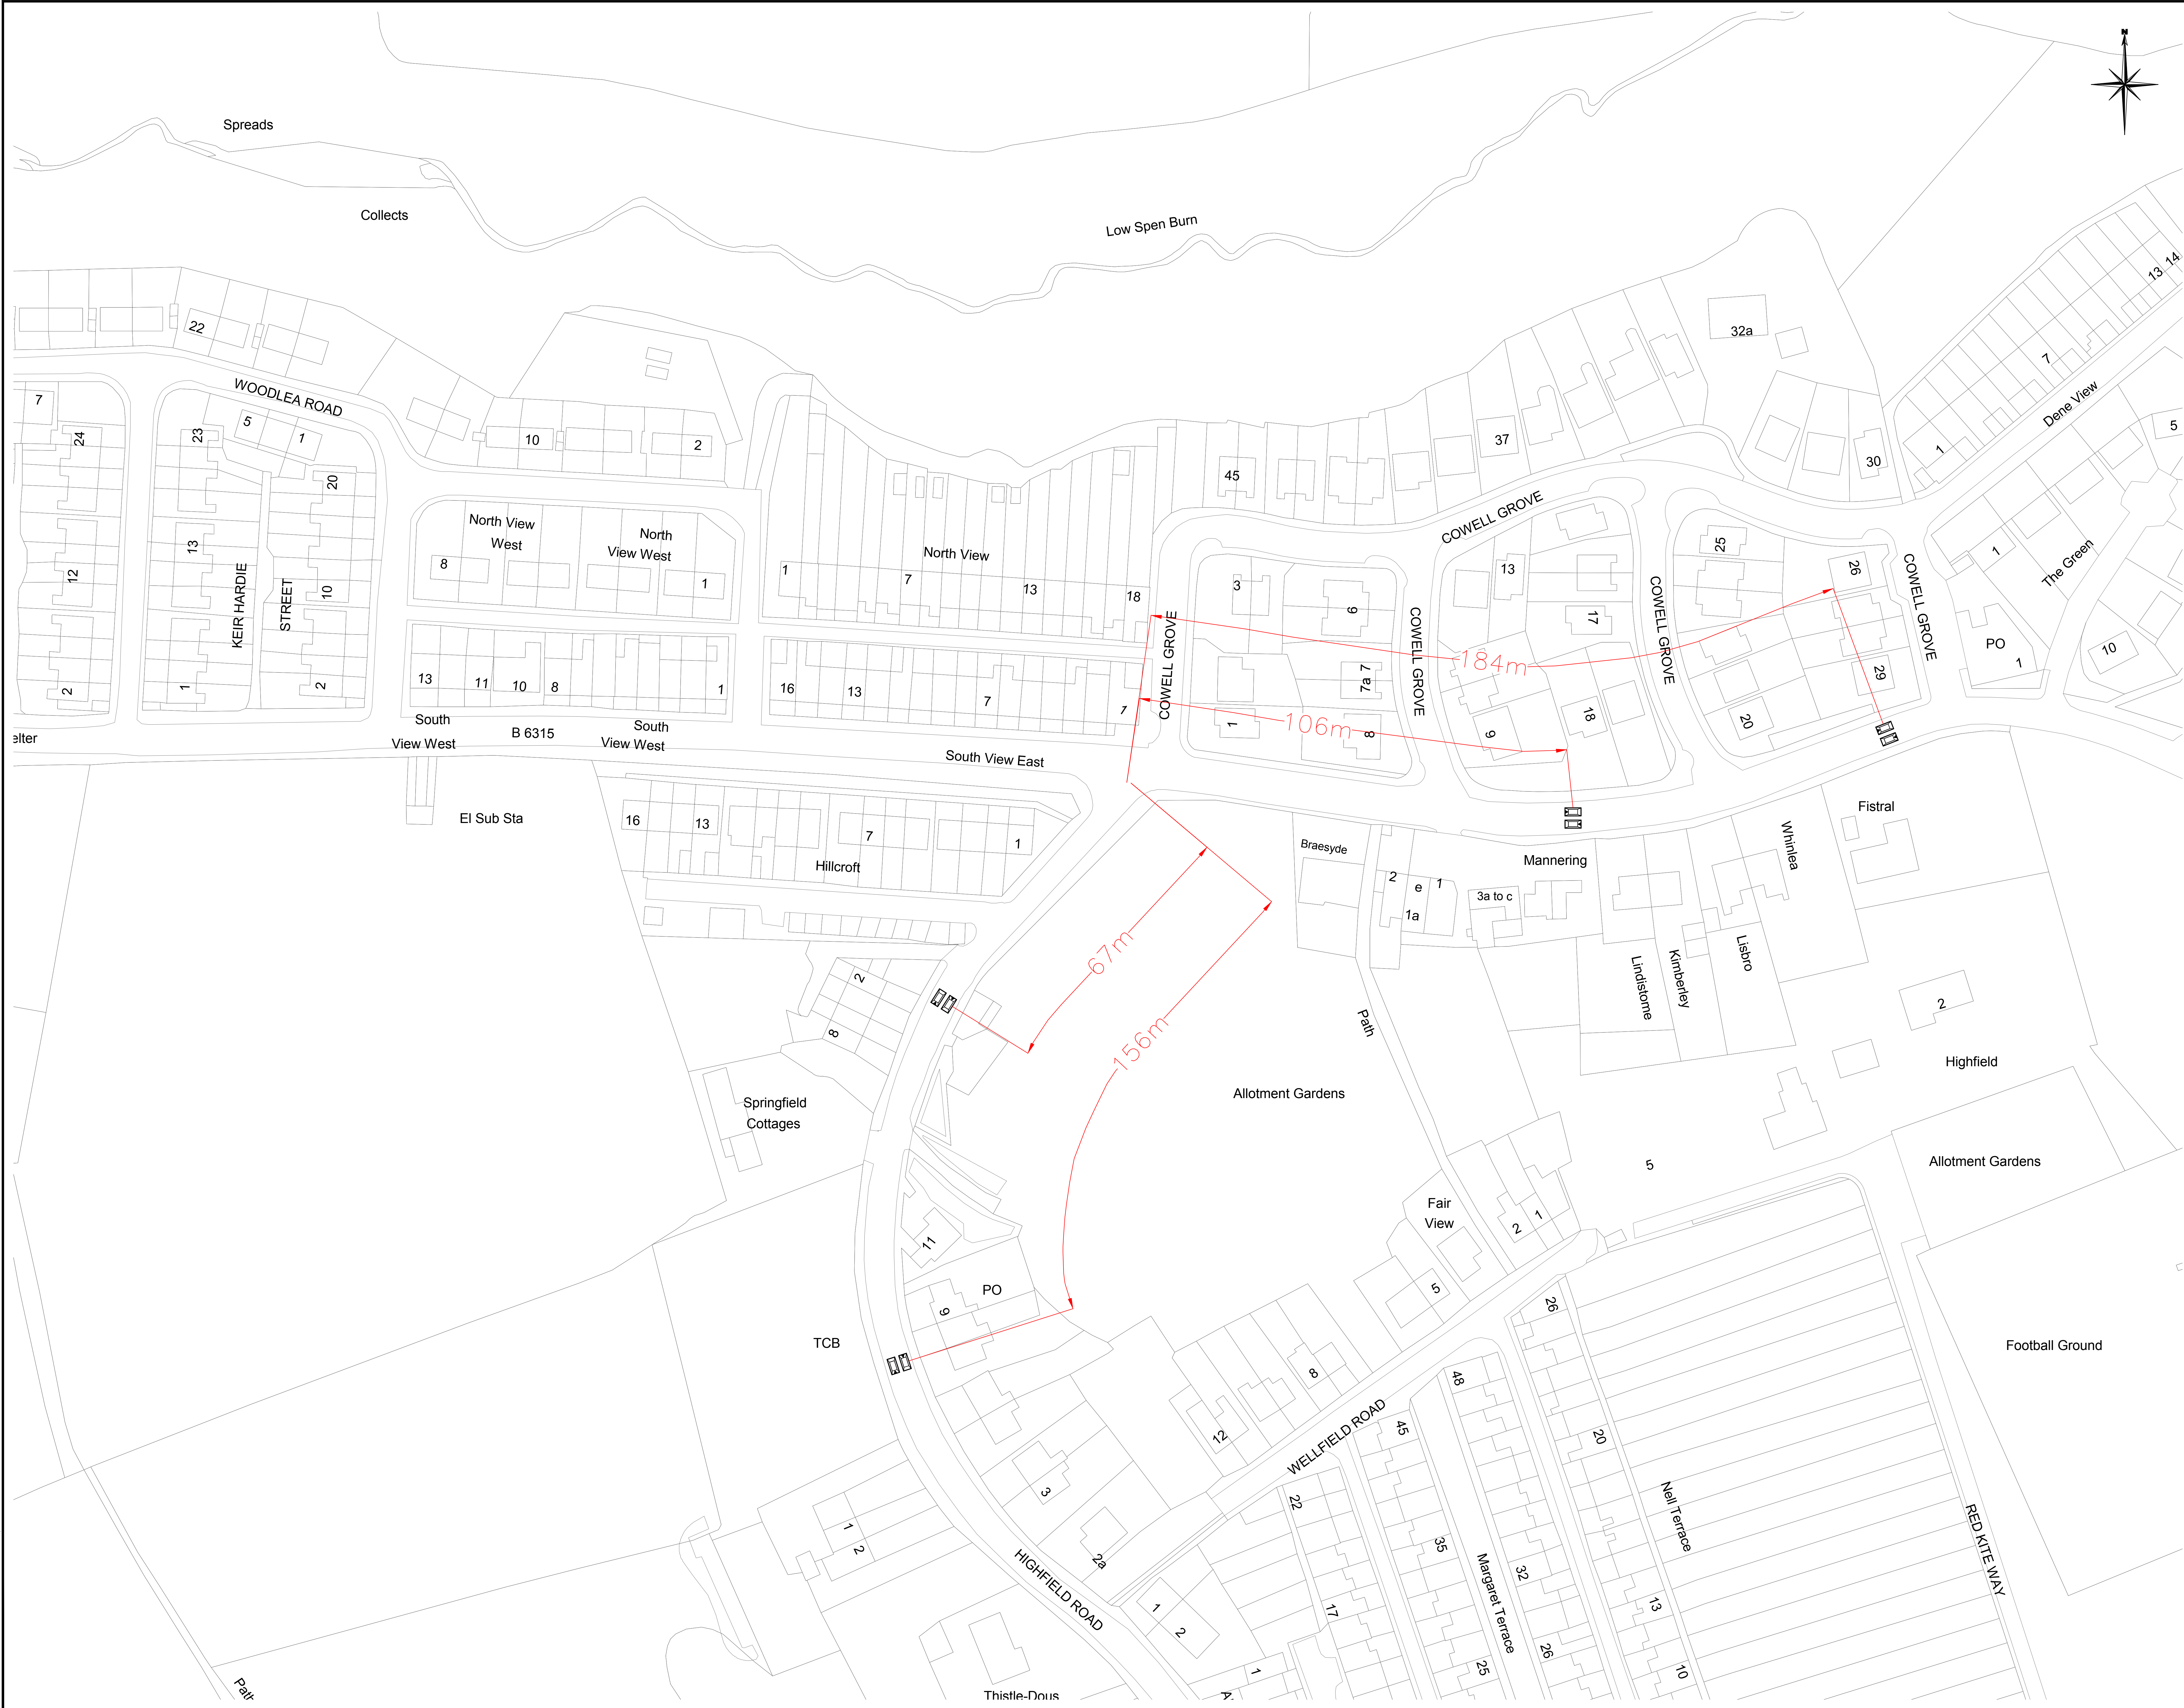 N
Spreads
Collects
Low Spen Burn
13
14
7
1
Dene View
5
22
WOODLEA ROAD
5
1
7
24
23
20
10
2
32a
37
45
30
COWELL GROVE
North View
West
North
View West
North View
8
1
1
7
13
18
3
6
13
17
25
26
COWELL GROVE
1
The Green
12
13
KEIR HARDIE
STREET
10
2
1
2
13
11
10
8
1
16
13
7
1
COWELL GROVE
1
7a 7
8
COWELL GROVE
9
18
COWELL GROVE
20
29
PO
1
10
184m
106m
elter
South
View West
B 6315
South
View West
South View East
El Sub Sta
16
13
7
1
Hillcroft
Braesyde
2
e
1
1a
3a to c
Mannering
Whinlea
Fistral
Lindistome
Kimberley
Lisbro
2
Highfield
67m
156m
2
8
Path
Springfield
Cottages
Allotment Gardens
5
Allotment Gardens
Fair
View
2
1
5
11
PO
9
TCB
8
12
3
2a
WELLFIELD ROAD
26
48
45
20
Football Ground
1
2
HIGHFIELD ROAD
22
35
Nell Terrace
Margaret Terrace
32
RED KITE WAY
1
2
17
13
26
25
10
1
Path
Thistle-Dous